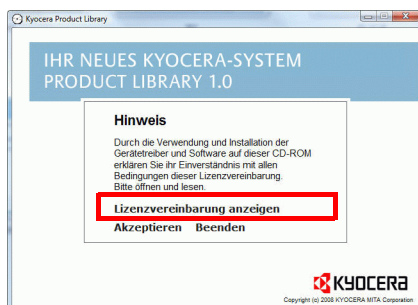 Kyocera Product Library
IHR NEUES KYOCERA-SYSTEM
PRODUCT LIBRARY 1.0
Hinweis
Durch die Verwendung und Installation der
Gerätetreiber und Software auf dieser CD-ROM
erklären Sie ihr Einverständnis mit allen
Bedingungen dieser Lizenzvereinbarung.
Bitte öffnen und lesen.
Lizenzvereinbarung anzeigen
Akzeptieren Beenden
KYOCERA
Copyright (c) 2006 KYOCERA MITA Corporation